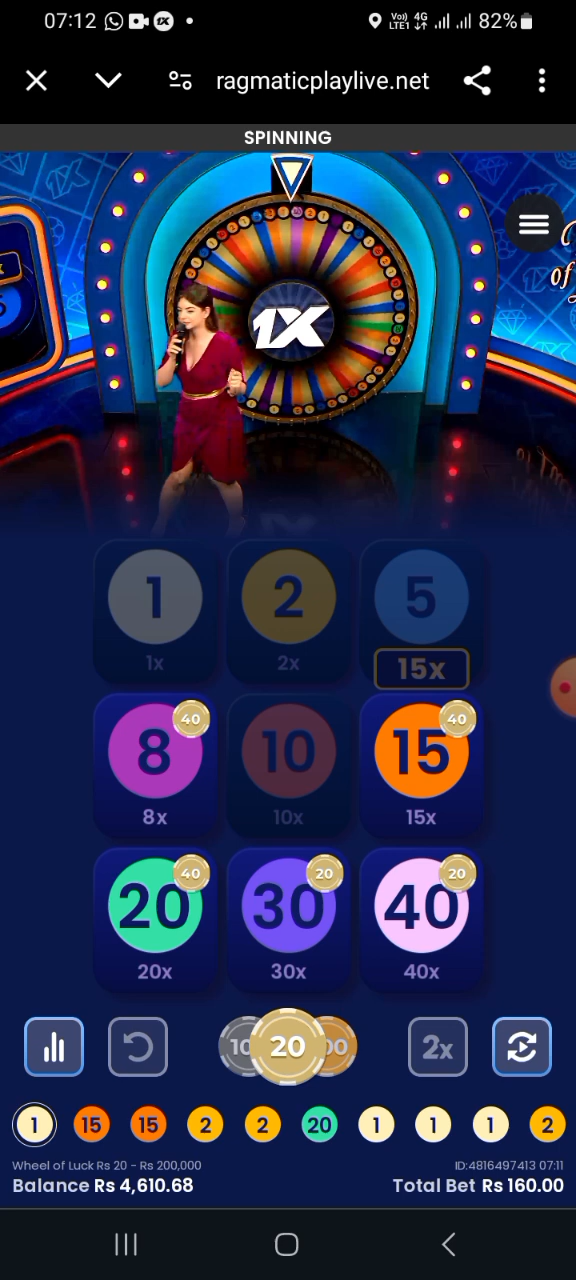 07:12
Vo)) 4G
LTE1
82%
ragmaticplaylive.net
SPINNING
of
1X
1 2 5
1x 2x 15x
40 40
8 10 15
8x 10x 15x
40 20 20
20 30 40
20x 30x 40x
10 20 00
2x
1 15 15 2 2 20 1 1 1 2
Wheel of Luck Rs 20 - Rs 200,000 ID:4816497413 07:11
Balance Rs 4,610.68 Total Bet Rs 160.00